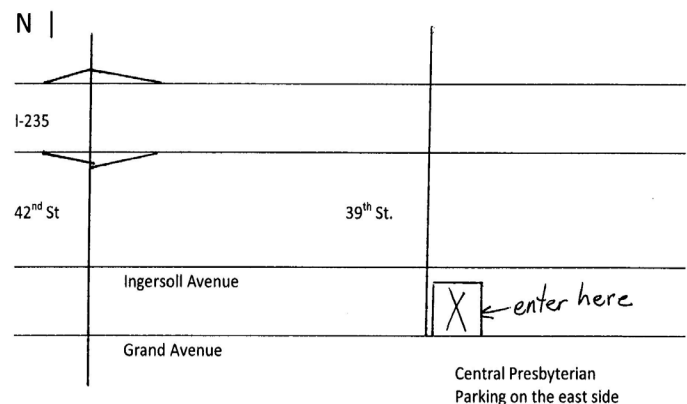 N |
I-235
42nd St
39th St.
Ingersoll Avenue
X
enter here
Grand Avenue
Central Presbyterian
Parking on the east side